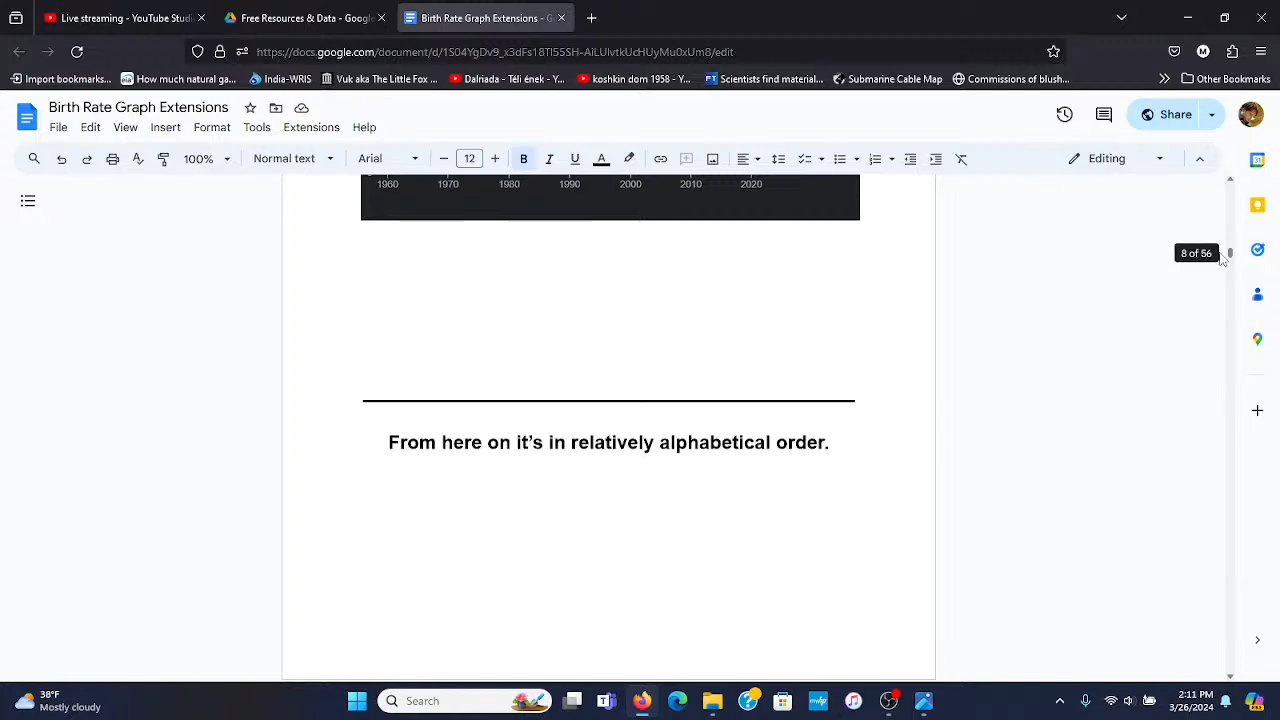 Live streaming - YouTube Studi
Free Resources & Data - Google
Birth Rate Graph Extensions - G
https://docs.google.com/document/d/1S04YgDv9_x3dFs18Tl55SH-AiLUlvtkUcHUyMu0xUm8/edit
Import bookmarks...
How much natural ga...
India-WRIS
Vuk aka The Little Fox ...
Dalriada - Téli ének - Y...
koshkin dom 1958 - Y...
Scientists find material...
Submarine Cable Map
Commissions of blush...
Other Bookmarks
Birth Rate Graph Extensions
Share
File Edit View Insert Format Tools Extensions Help
100% Normal text Arial 12 Editing
1960 1970 1980 1990 2000 2010 2020
8 of 56
From here on it's in relatively alphabetical order.
38°F
Mostly cloudy
Search
2:11 PM
3/26/2024